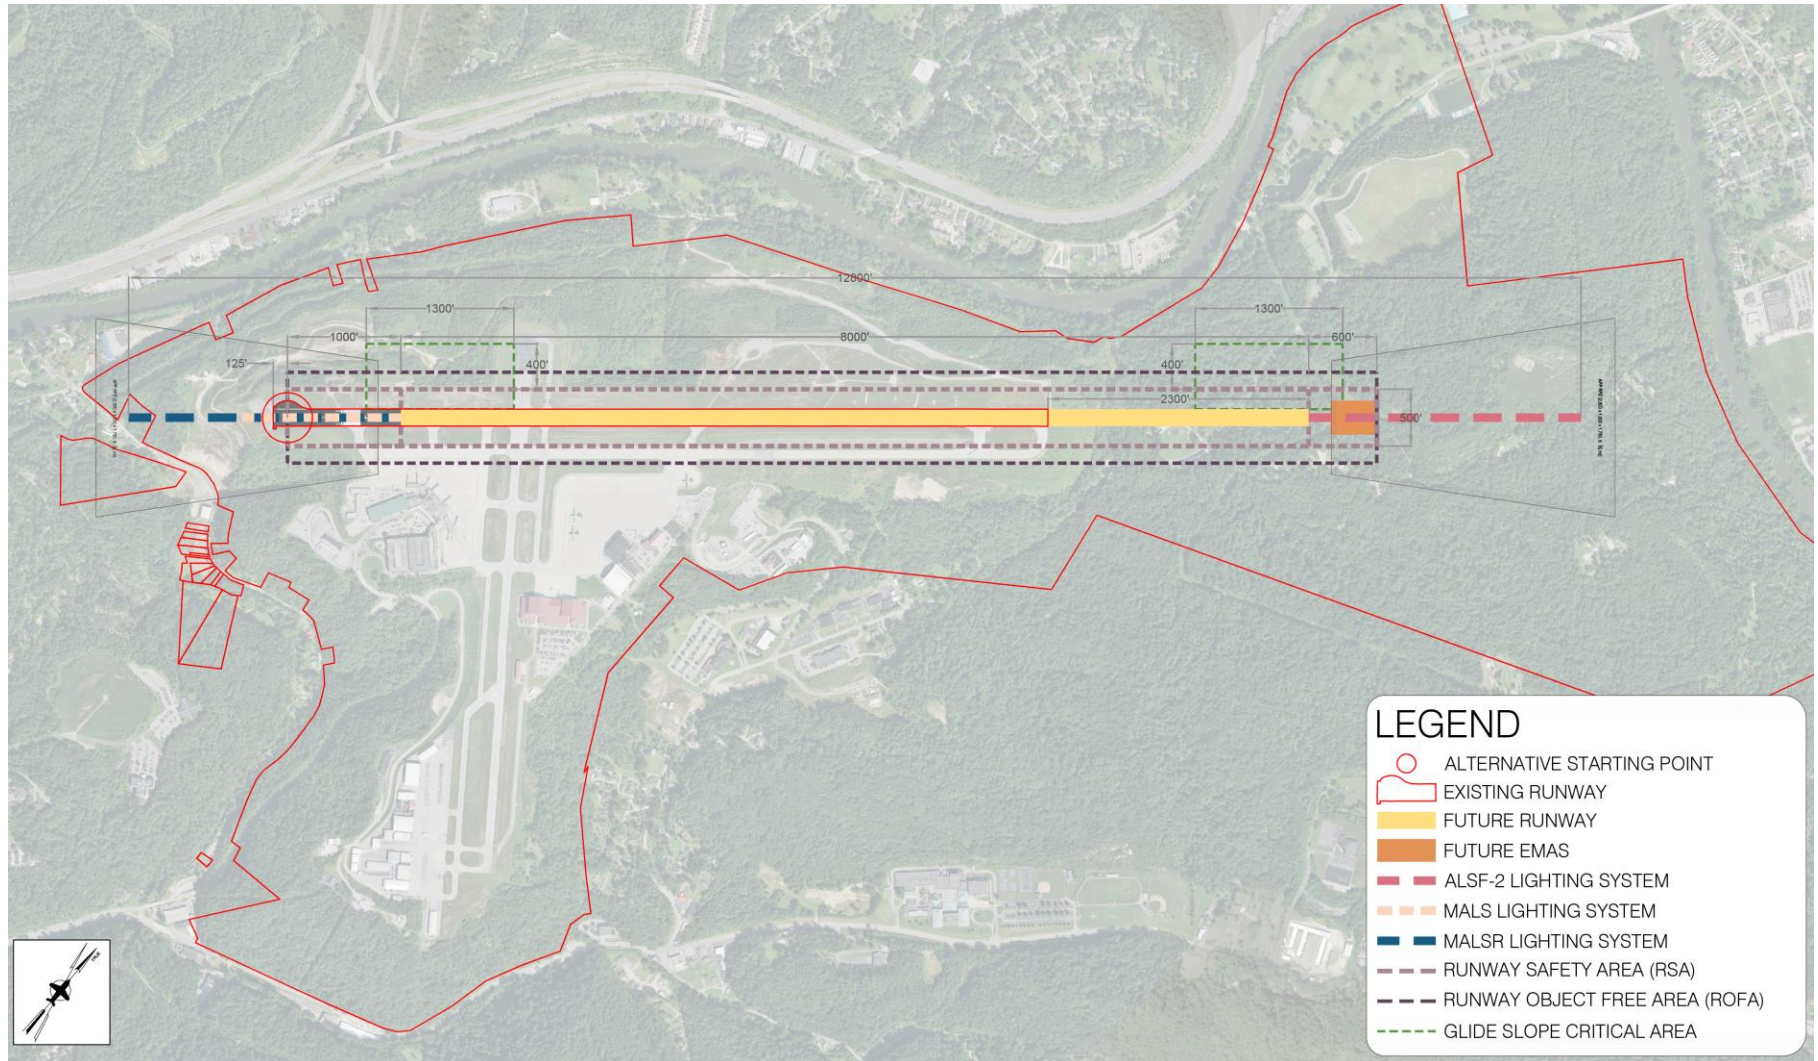 12800'
1300'
1300'
1000'
8000'
600'
125'
400'
400'
2300'
500'
LEGEND
ALTERNATIVE STARTING POINT
EXISTING RUNWAY
FUTURE RUNWAY
FUTURE EMAS
ALSF-2 LIGHTING SYSTEM
MALS LIGHTING SYSTEM
MALSR LIGHTING SYSTEM
RUNWAY SAFETY AREA (RSA)
RUNWAY OBJECT FREE AREA (ROFA)
GLIDE SLOPE CRITICAL AREA